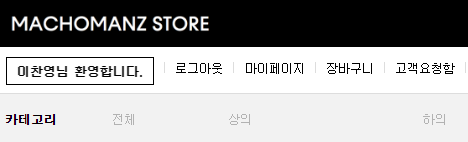 MACHOMANZ STORE
이찬영님 환영합니다. 로그아웃 마이페이지 장바구니 고객요청함
카테고리 전체 상의 하의